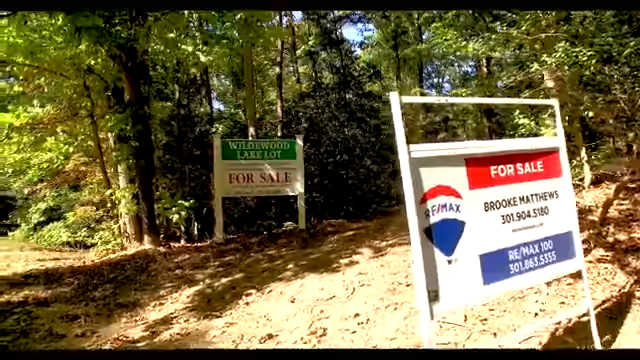 WILDEWOOD
LAKE LOT
FOR SALE
FOR SALE
BROOKE MATTHEWS
301.904.5180
RE/MAX
RE/MAX 100
301.863.5355